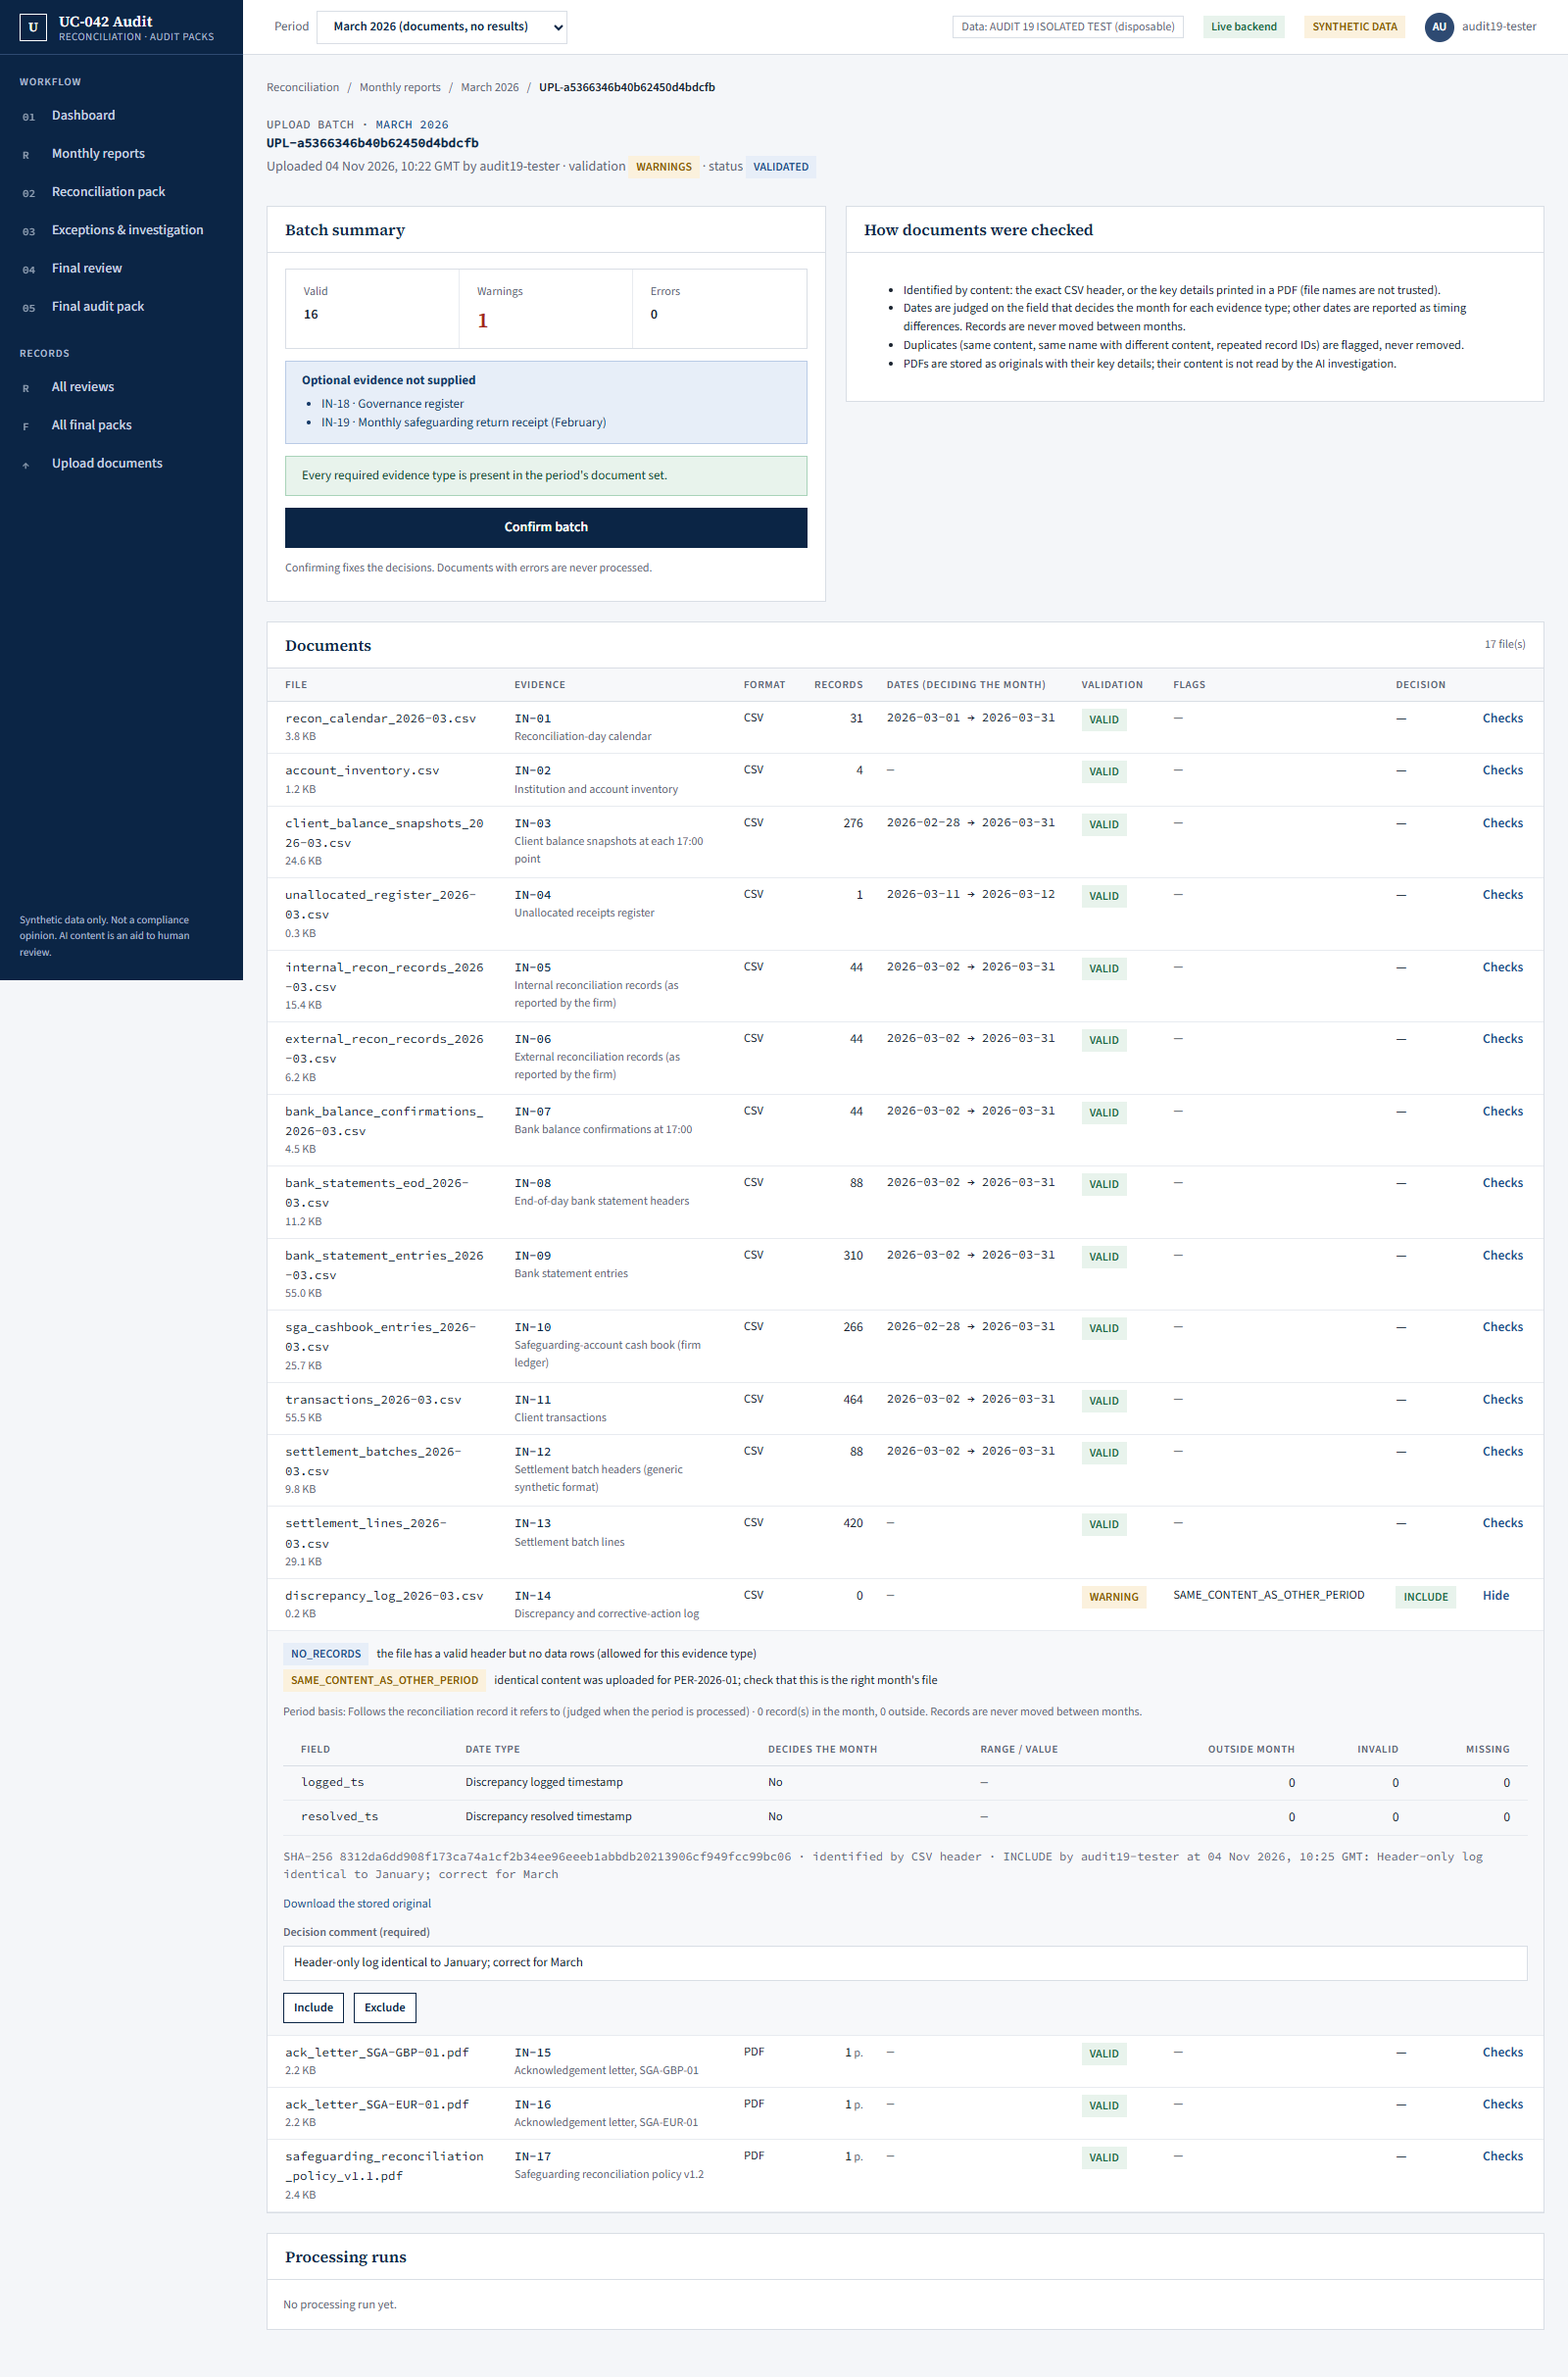 U
UC-042 Audit
RECONCILIATION · AUDIT PACKS
WORKFLOW
01 Dashboard
R Monthly reports
02 Reconciliation pack
03 Exceptions & investigation
04 Final review
05 Final audit pack
RECORDS
R All reviews
F All final packs
↑ Upload documents
Synthetic data only. Not a compliance
opinion. AI content is an aid to human
review.
Period March 2026 (documents, no results)
Data: AUDIT 19 ISOLATED TEST (disposable)
Live backend
SYNTHETIC DATA
AU audit19-tester
Reconciliation / Monthly reports / March 2026 / UPL-a5366346b40b62450d4bdcfb
UPLOAD BATCH · MARCH 2026
UPL-a5366346b40b62450d4bdcfb
Uploaded 04 Nov 2026, 10:22 GMT by audit19-tester · validation WARNINGS · status VALIDATED
Batch summary
Valid Warnings Errors
16 1 0
Optional evidence not supplied
• IN-18 · Governance register
• IN-19 · Monthly safeguarding return receipt (February)
Every required evidence type is present in the period's document set.
Confirm batch
Confirming fixes the decisions. Documents with errors are never processed.
How documents were checked
• Identified by content: the exact CSV header, or the key details printed in a PDF (file names are not trusted).
• Dates are judged on the field that decides the month for each evidence type; other dates are reported as timing
differences. Records are never moved between months.
• Duplicates (same content, same name with different content, repeated record IDs) are flagged, never removed.
• PDFs are stored as originals with their key details; their content is not read by the AI investigation.
Documents 17 file(s)
FILE EVIDENCE FORMAT RECORDS DATES (DECIDING THE MONTH) VALIDATION FLAGS DECISION
recon_calendar_2026-03.csv IN-01 CSV 31 2026-03-01 → 2026-03-31 VALID — — Checks
3.8 KB Reconciliation-day calendar
account_inventory.csv IN-02 CSV 4 — VALID — — Checks
1.2 KB Institution and account inventory
client_balance_snapshots_20 IN-03 CSV 276 2026-02-28 → 2026-03-31 VALID — — Checks
26-03.csv Client balance snapshots at each 17:00
24.6 KB point
unallocated_register_2026- IN-04 CSV 1 2026-03-11 → 2026-03-12 VALID — — Checks
03.csv Unallocated receipts register
0.3 KB
internal_recon_records_2026 IN-05 CSV 44 2026-03-02 → 2026-03-31 VALID — — Checks
-03.csv Internal reconciliation records (as
15.4 KB reported by the firm)
external_recon_records_2026 IN-06 CSV 44 2026-03-02 → 2026-03-31 VALID — — Checks
-03.csv External reconciliation records (as
6.2 KB reported by the firm)
bank_balance_confirmations_ IN-07 CSV 44 2026-03-02 → 2026-03-31 VALID — — Checks
2026-03.csv Bank balance confirmations at 17:00
4.5 KB
bank_statements_eod_2026- IN-08 CSV 88 2026-03-02 → 2026-03-31 VALID — — Checks
03.csv End-of-day bank statement headers
11.2 KB
bank_statement_entries_2026 IN-09 CSV 310 2026-03-02 → 2026-03-31 VALID — — Checks
-03.csv Bank statement entries
55.0 KB
sga_cashbook_entries_2026- IN-10 CSV 266 2026-02-28 → 2026-03-31 VALID — — Checks
03.csv Safeguarding-account cash book (firm
25.7 KB ledger)
transactions_2026-03.csv IN-11 CSV 464 2026-03-02 → 2026-03-31 VALID — — Checks
55.5 KB Client transactions
settlement_batches_2026- IN-12 CSV 88 2026-03-02 → 2026-03-31 VALID — — Checks
03.csv Settlement batch headers (generic
9.8 KB synthetic format)
settlement_lines_2026- IN-13 CSV 420 — VALID — — Checks
03.csv Settlement batch lines
29.1 KB
discrepancy_log_2026-03.csv IN-14 CSV 0 — WARNING SAME_CONTENT_AS_OTHER_PERIOD INCLUDE Hide
0.2 KB Discrepancy and corrective-action log
NO_RECORDS the file has a valid header but no data rows (allowed for this evidence type)
SAME_CONTENT_AS_OTHER_PERIOD identical content was uploaded for PER-2026-01; check that this is the right month's file
Period basis: Follows the reconciliation record it refers to (judged when the period is processed) · 0 record(s) in the month, 0 outside. Records are never moved between months.
FIELD DATE TYPE DECIDES THE MONTH RANGE / VALUE OUTSIDE MONTH INVALID MISSING
logged_ts Discrepancy logged timestamp No — 0 0 0
resolved_ts Discrepancy resolved timestamp No — 0 0 0
SHA-256 8312da6dd908f173ca74a1cf2b34ee96eeeb1abbdb20213906cf949fcc99bc06 · identified by CSV header · INCLUDE by audit19-tester at 04 Nov 2026, 10:25 GMT: Header-only log
identical to January; correct for March
Download the stored original
Decision comment (required)
Header-only log identical to January; correct for March
Include Exclude
ack_letter_SGA-GBP-01.pdf IN-15 PDF 1 p. — VALID — — Checks
2.2 KB Acknowledgement letter, SGA-GBP-01
ack_letter_SGA-EUR-01.pdf IN-16 PDF 1 p. — VALID — — Checks
2.2 KB Acknowledgement letter, SGA-EUR-01
safeguarding_reconciliation IN-17 PDF 1 p. — VALID — — Checks
_policy_v1.1.pdf Safeguarding reconciliation policy v1.2
2.4 KB
Processing runs
No processing run yet.